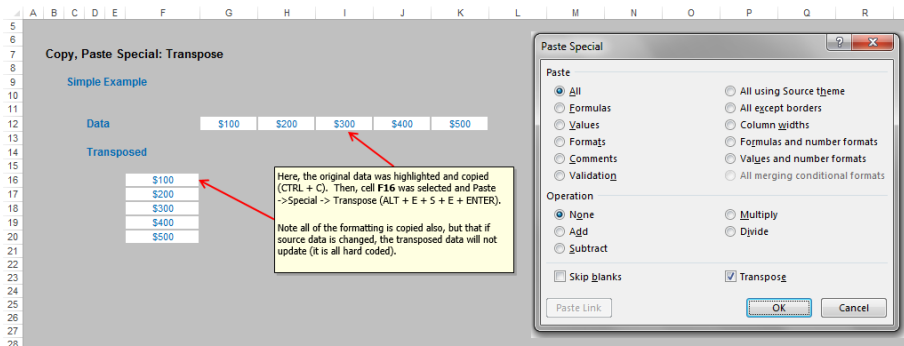 A B C D E F G H I J K L M N O P Q R
5
6
7 Copy, Paste Special: Transpose
8
9 Simple Example
10
11
12 Data $100 $200 $300 $400 $500
13
14 Transposed
15
16 $100
17 $200
18 $300
19 $400
20 $500
21
22
23
24
25
26
27
28
Here, the original data was highlighted and copied
(CTRL + C). Then, cell F16 was selected and Paste
->Special -> Transpose (ALT + E + S + E + ENTER).
Note all of the formatting is copied also, but that if
source data is changed, the transposed data will not
update (it is all hard coded).
Paste Special
? X
Paste
All All using Source theme
Formulas All except borders
Values Column widths
Formats Formulas and number formats
Comments Values and number formats
Validation All merging conditional formats
Operation
None Multiply
Add Divide
Subtract
Skip blanks Transpose
Paste Link OK Cancel